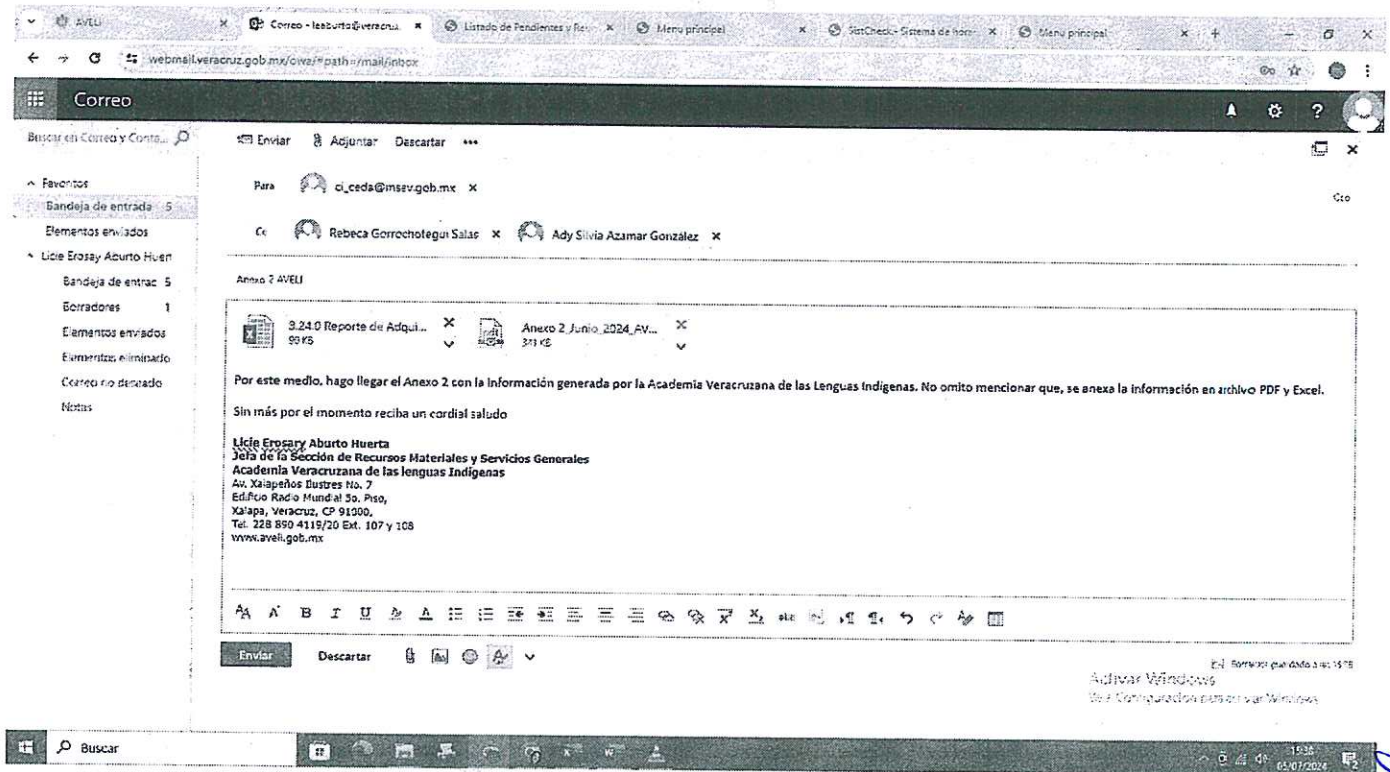 AVELI
Correo - leaburto@veracruz
Listado de Pendientes y Re
Menu principal
SistCheck - Sistema de hora
Menu principal
webmail.veracruz.gob.mx/owa/#path=/mail/inbox
Correo
Buscar en Correo y Conta...
Enviar Adjuntar Descartar
Favoritos
Bandeja de entrada 5
Elementos enviados
Para ci_ceda@msev.gob.mx
Cco
Cc Rebeca Gorrochotegui Salas Ady Silvia Azamar González
Bandeja de entrac 5
Borradores 1
Elementos enviados
Elementos eliminado
Correo no deseado
Notas
Anexo 2 AVELI
3.24.0 Reporte de Adqui...
99 KB
Anexo 2_Junio_2024_AV...
Por este medio, hago llegar el Anexo 2 con la información generada por la Academia Veracruzana de las Lenguas Indígenas. No omito mencionar que, se anexa la información en archivo PDF y Excel.
Sin más por el momento reciba un cordial saludo
Licie Erosary Aburto Huerta
Jefa de la Sección de Recursos Materiales y Servicios Generales
Academia Veracruzana de las lenguas Indígenas
Av. Xalapeños Ilustres No. 7
Edificio Radio Mundial 5o. Piso,
Xalapa, Veracruz, CP 91000.
Tel. 228 890 4119/20 Ext. 107 y 108
www.aveli.gob.mx
Enviar Descartar
Activar Windows
Buscar
05/07/2024